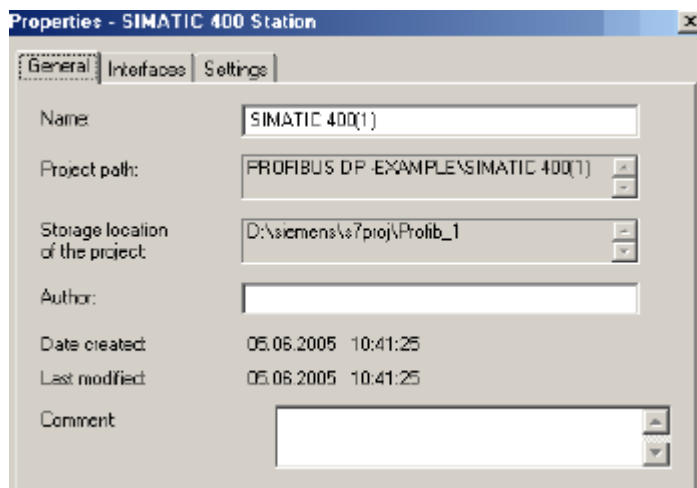 Properties - SIMATIC 400 Station
General Interfaces Settings
Name: SIMATIC 400(1)
Project path: PROFIBUS DP -EXAMPLE\SIMATIC 400(1)
Storage location D:\siemens\s7proj\Profib_1
of the project:
Author:
Date created: 05.06.2005 10:41:25
Last modified: 05.06.2005 10:41:25
Comment